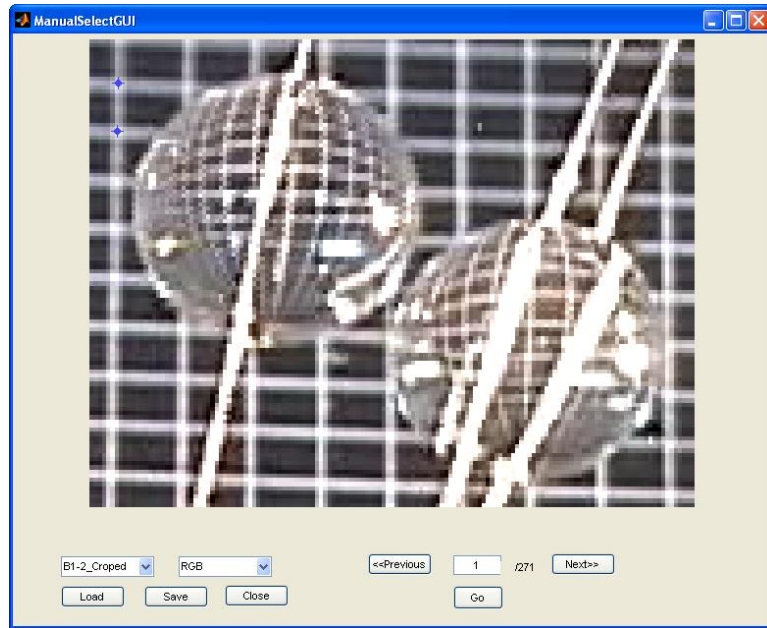 ManualSelectGUI
B1-2_Croped RGB <<Previous 1 /271 Next>>
Load Save Close Go